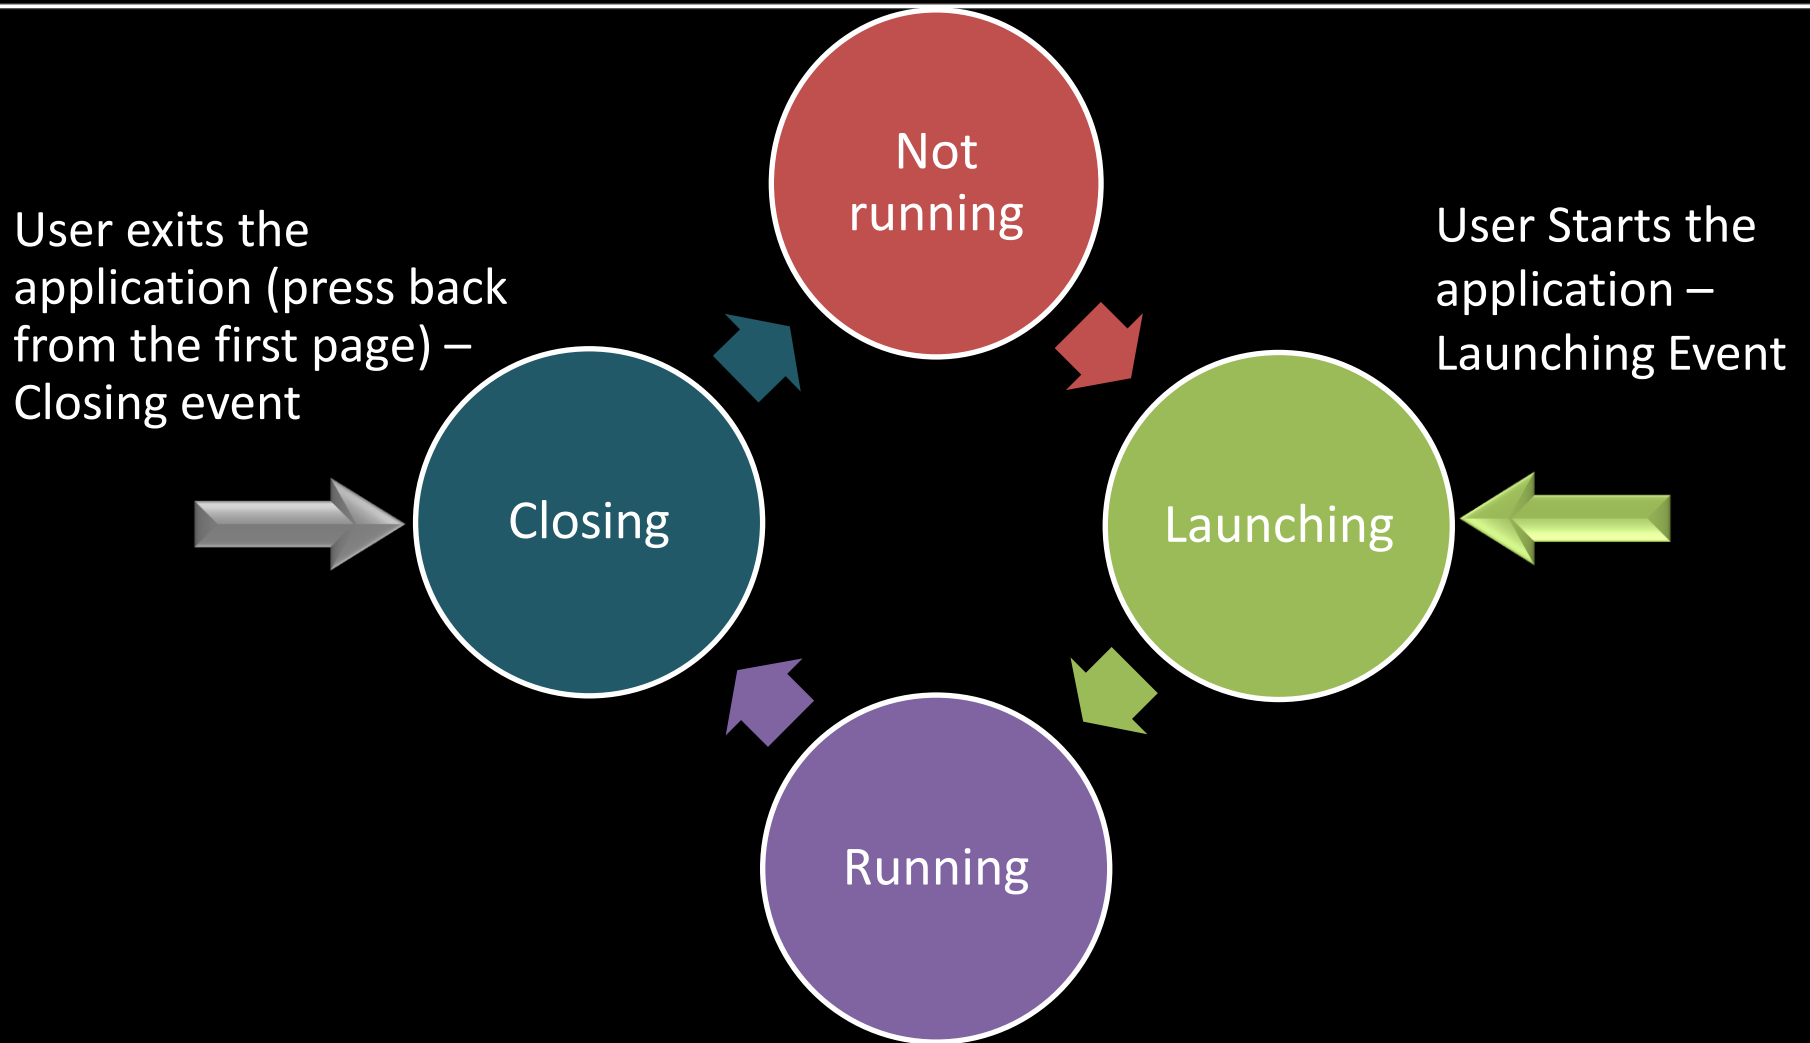 Not
running
User exits the
application (press back
from the first page) –
Closing event
User Starts the
application –
Launching Event
Closing
Launching
Running